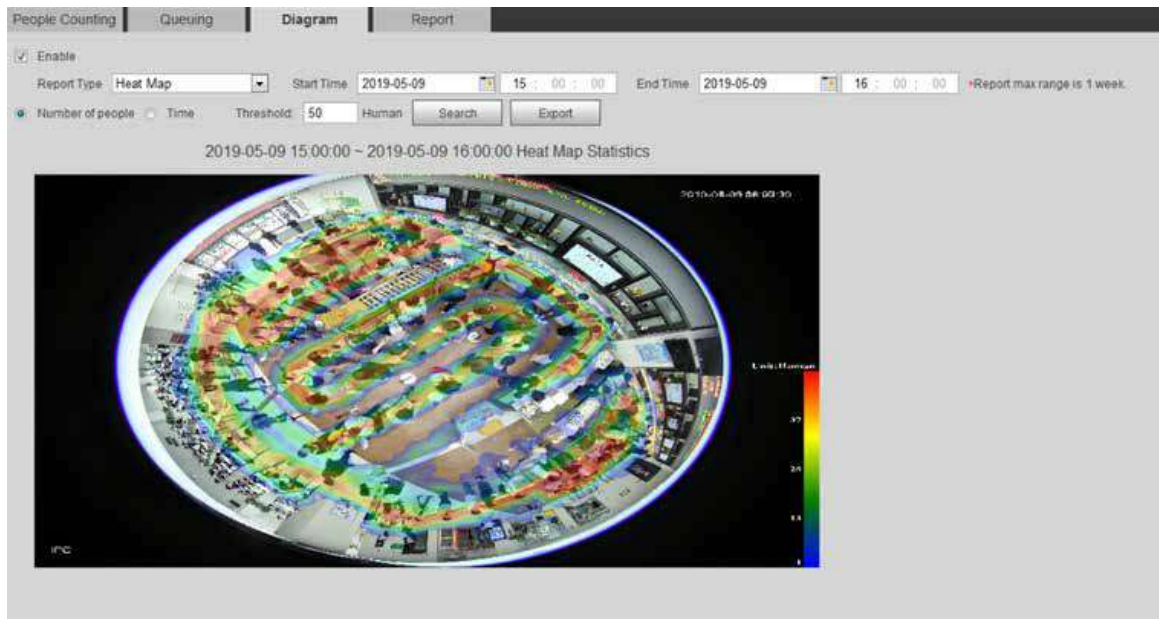 People Counting Queuing Diagram Report
Enable
Report Type Heat Map Start Time 2019-05-09 15 : 00 : 00 End Time 2019-05-09 16 : 00 : 00 *Report max range is 1 week.
Number of people Time Threshold: 50 Human Search Export
2019-05-09 15:00:00 ~ 2019-05-09 16:00:00 Heat Map Statistics
Unit:Human
IPC